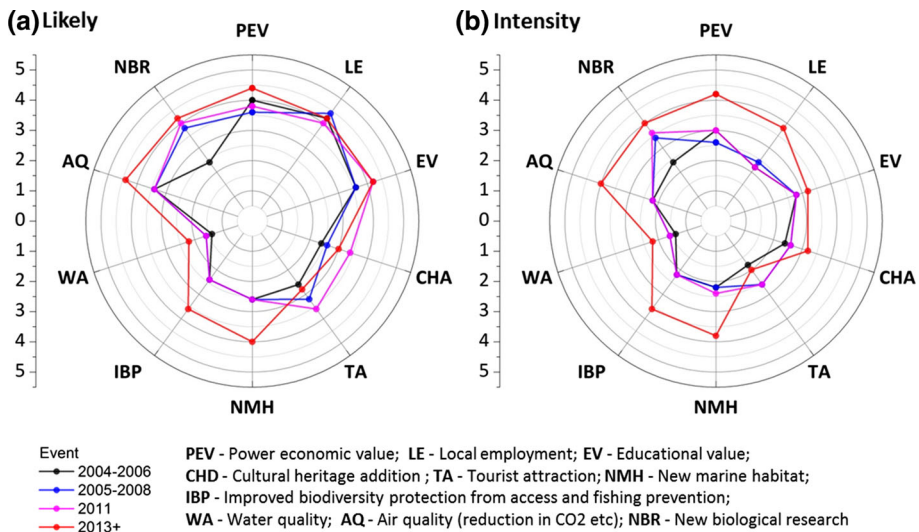 (a) Likely
(b) Intensity
PEV
LE
EV
CHA
TA
NMH
IBP
WA
AQ
NBR
5
4
3
2
1
0
1
2
3
4
5
PEV
LE
EV
CHA
TA
NMH
IBP
WA
AQ
NBR
5
4
3
2
1
0
1
2
3
4
5
Event
2004-2006
2005-2008
2011
2013+
PEV - Power economic value; LE - Local employment; EV - Educational value;
CHD - Cultural heritage addition ; TA - Tourist attraction; NMH - New marine habitat;
IBP - Improved biodiversity protection from access and fishing prevention;
WA - Water quality; AQ - Air quality (reduction in CO2 etc); NBR - New biological research